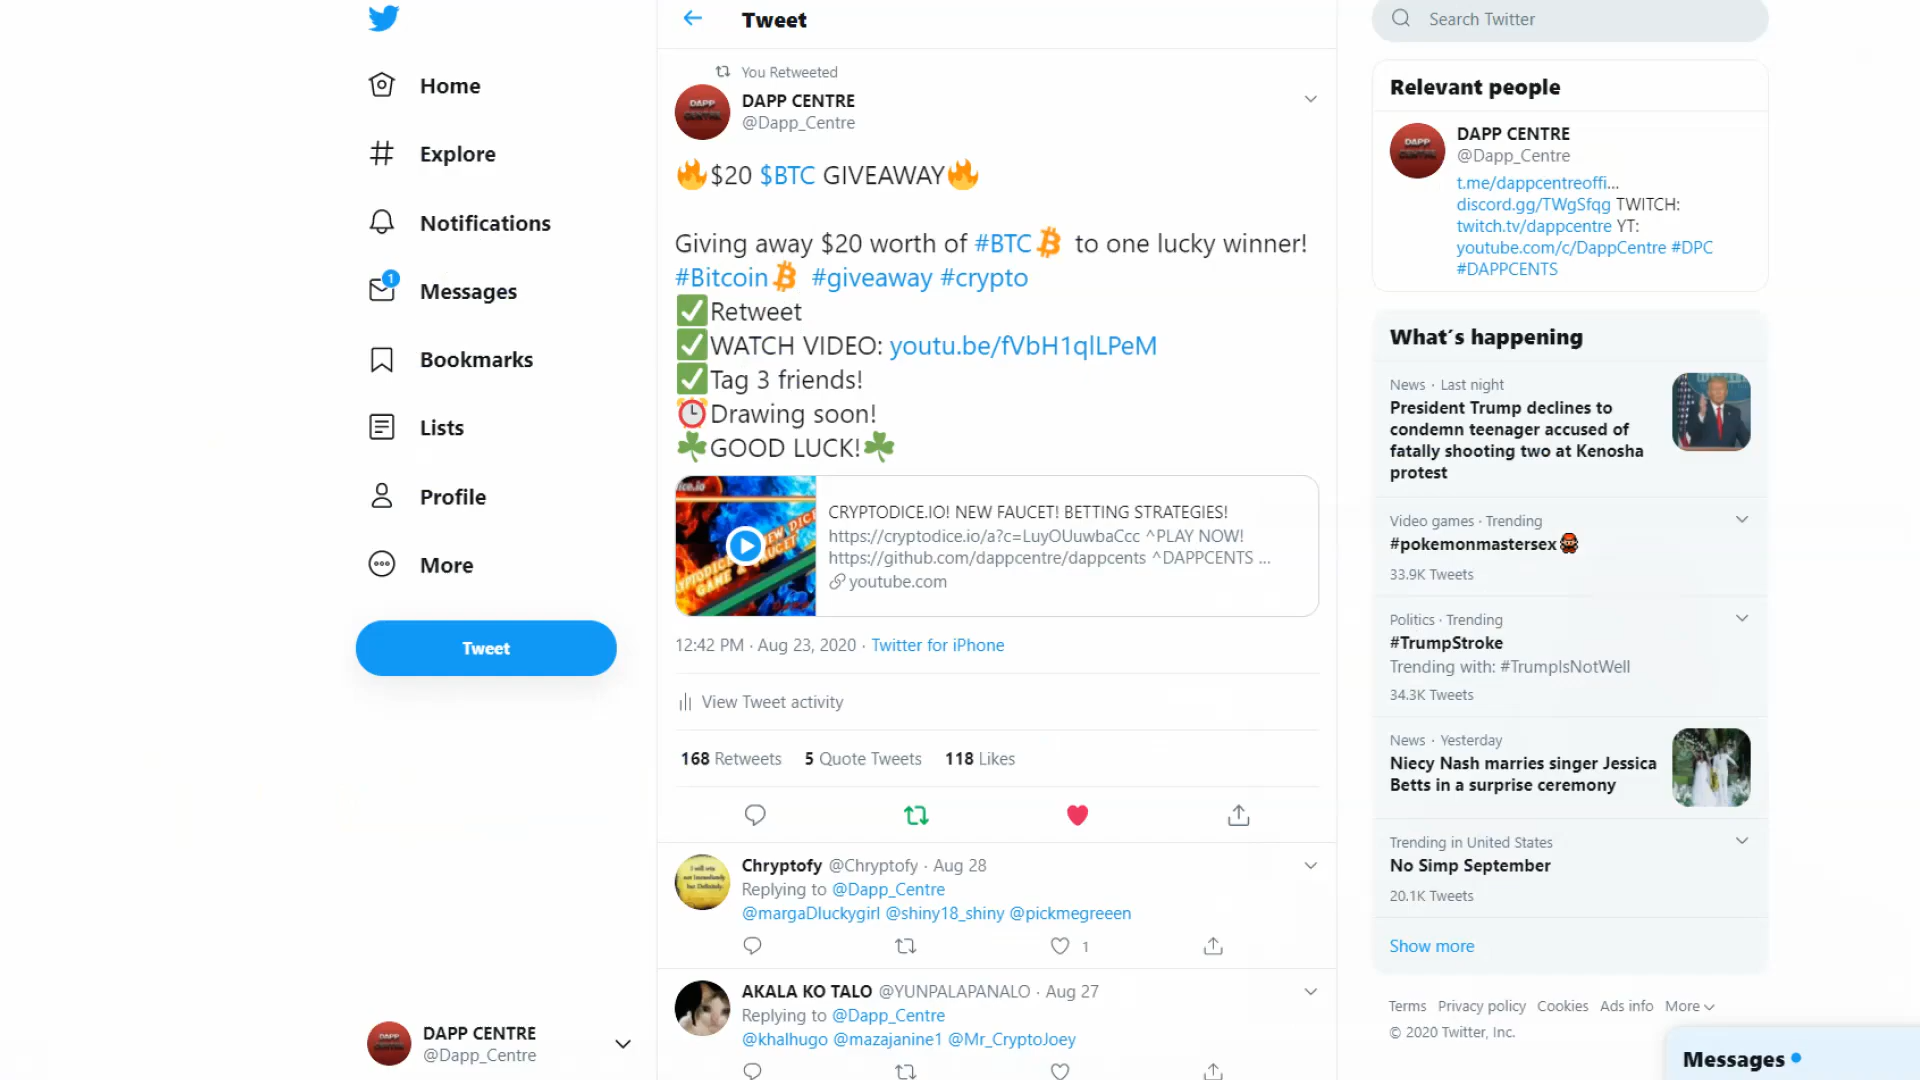 Home
Explore
Notifications
1
Messages
Bookmarks
Lists
Profile
More
Tweet
DAPP CENTRE
@Dapp_Centre
Tweet
You Retweeted
DAPP CENTRE
DAPP CENTRE
@Dapp_Centre
$20 $BTC GIVEAWAY
Giving away $20 worth of #BTC to one lucky winner!
#Bitcoin #giveaway #crypto
Retweet
WATCH VIDEO: youtu.be/fVbH1qlLPeM
Tag 3 friends!
Drawing soon!
GOOD LUCK!
CRYPTODICE.IO! NEW FAUCET! BETTING STRATEGIES!
https://cryptodice.io/a?c=LuyOUuwbaCcc ^PLAY NOW!
https://github.com/dappcentre/dappcents ^DAPPCENTS ...
youtube.com
12:42 PM · Aug 23, 2020 · Twitter for iPhone
View Tweet activity
168 Retweets 5 Quote Tweets 118 Likes
Chryptofy @Chryptofy · Aug 28
Replying to @Dapp_Centre
@margaDluckygirl @shiny18_shiny @pickmegreeen
1
AKALA KO TALO @YUNPALAPANALO · Aug 27
Replying to @Dapp_Centre
@khalhugo @mazajanine1 @Mr_CryptoJoey
Search Twitter
Relevant people
DAPP CENTRE
@Dapp_Centre
t.me/dappcentreoffi...
discord.gg/TWgSfqg TWITCH:
twitch.tv/dappcentre YT:
youtube.com/c/DappCentre #DPC
#DAPPCENTS
What´s happening
News · Last night
President Trump declines to
condemn teenager accused of
fatally shooting two at Kenosha
protest
Video games · Trending
#pokemonmastersex
33.9K Tweets
Politics · Trending
#TrumpStroke
Trending with: #TrumpIsNotWell
34.3K Tweets
News · Yesterday
Niecy Nash marries singer Jessica
Betts in a surprise ceremony
Trending in United States
No Simp September
20.1K Tweets
Show more
Terms Privacy policy Cookies Ads info More
© 2020 Twitter, Inc.
Messages